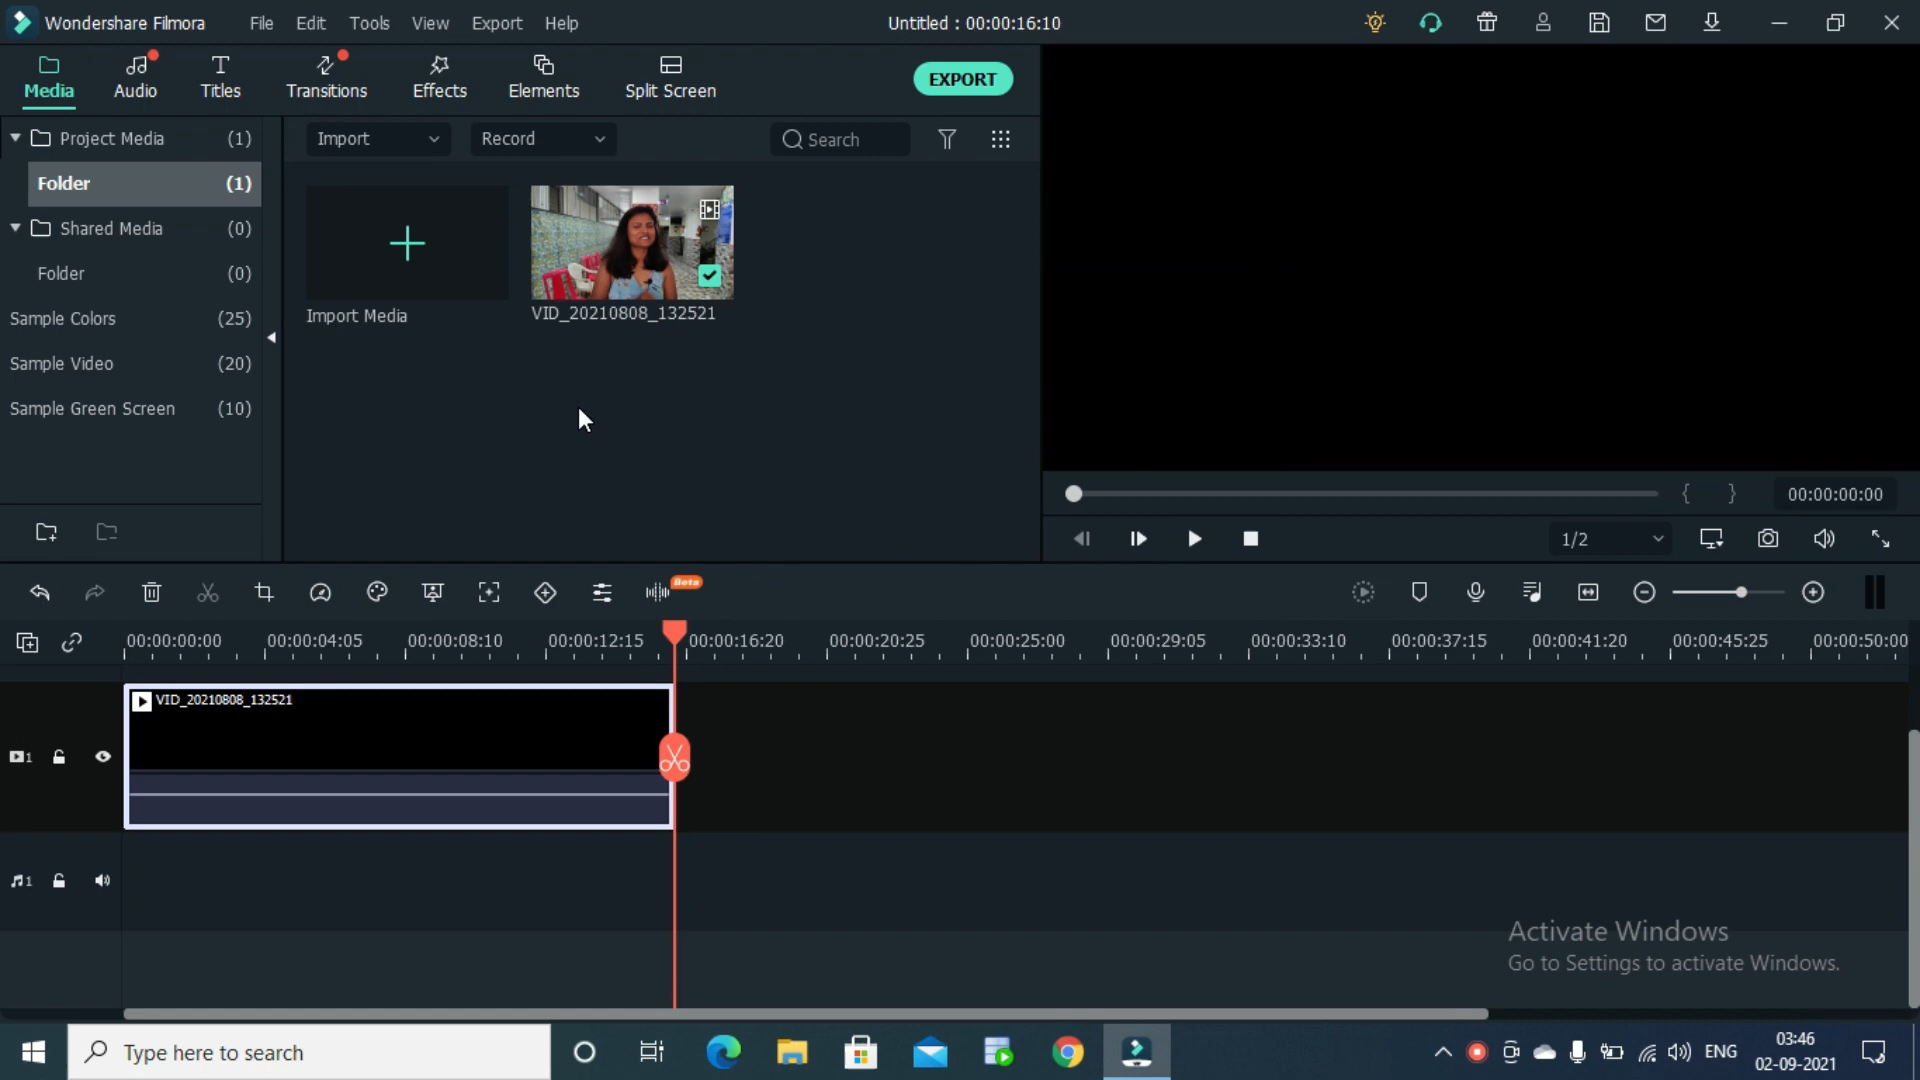 Wondershare Filmora
File Edit Tools View Export Help
Untitled : 00:00:16:10
Media Audio Titles Transitions Effects Elements Split Screen
EXPORT
Project Media (1)
Folder (1)
Shared Media (0)
Folder (0)
Sample Colors (25)
Sample Video (20)
Sample Green Screen (10)
Import Record Search
Import Media
VID_20210808_132521
{ } 00:00:00:00
1/2
Beta
00:00:00:00 00:00:04:05 00:00:08:10 00:00:12:15 00:00:16:20 00:00:20:25 00:00:25:00 00:00:29:05 00:00:33:10 00:00:37:15 00:00:41:20 00:00:45:25 00:00:50:00
VID_20210808_132521
1
1
Activate Windows
Go to Settings to activate Windows.
Type here to search
ENG
03:46
02-09-2021